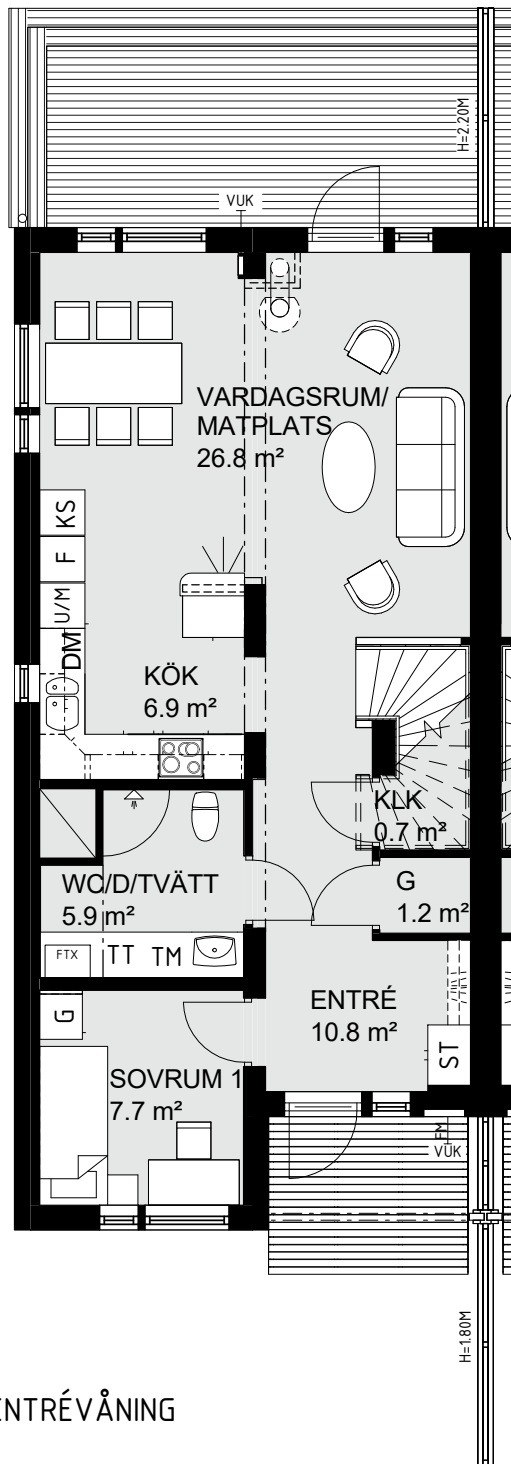 H=2.20M
VUK
VARDAGSRUM/
MATPLATS
26.8 m²
KS
F
U/M
DM
KÖK
6.9 m²
KLK
0.7 m²
WC/D/TVÄTT
5.9 m²
G
1.2 m²
FTX
TT
TM
G
ENTRÉ
10.8 m²
ST
SOVRUM 1
7.7 m²
FM
VUK
H=1.80M
ENTRÉVÅNING